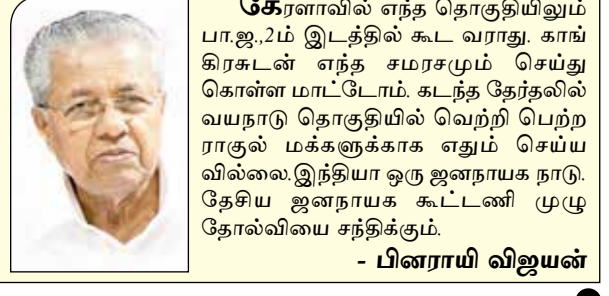 கேரளாவில் எந்த தொகுதியிலும்
பா.ஜ.,2ம் இடத்தில் கூட வராது. காங்
கிரசுடன் எந்த சமரசமும் செய்து
கொள்ள மாட்டோம். கடந்த தேர்தலில்
வயநாடு தொகுதியில் வெற்றி பெற்ற
ராகுல் மக்களுக்காக எதும் செய்ய
வில்லை.இந்தியா ஒரு ஜனநாயக நாடு.
தேசிய ஜனநாயக கூட்டணி முழு
தோல்வியை சந்திக்கும்.
- பினராயி விஜயன்